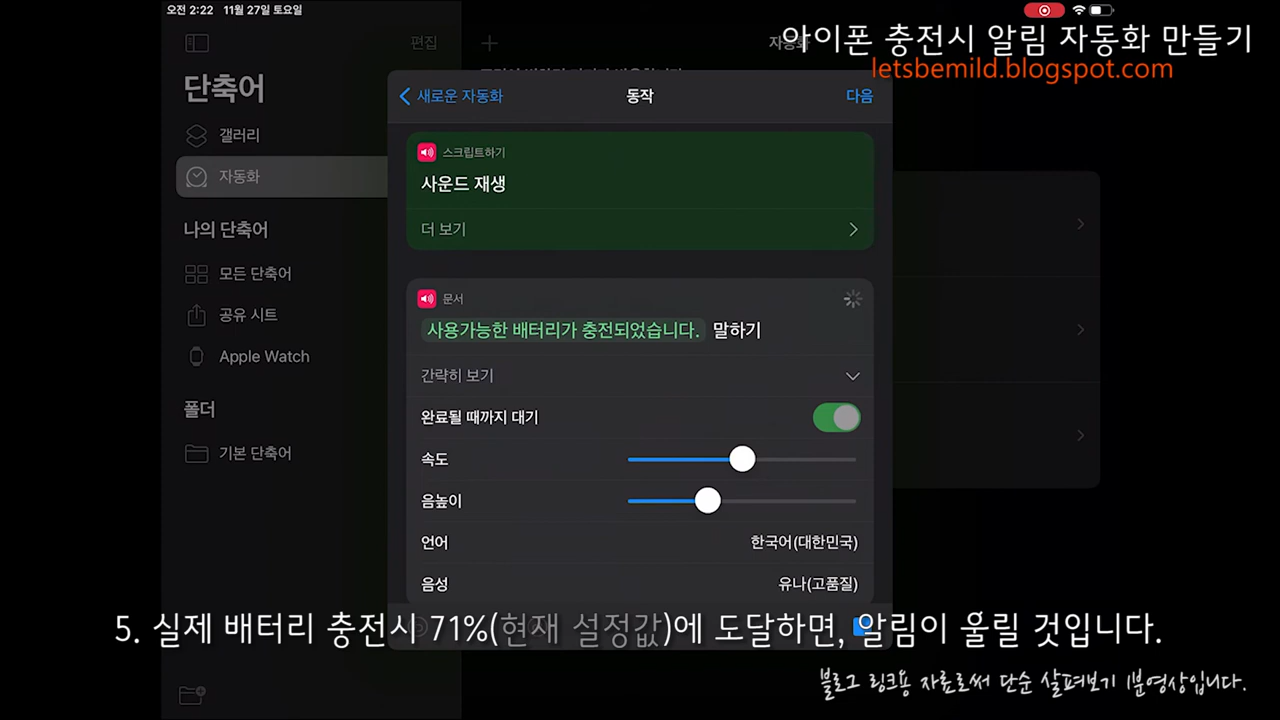 오전 2:22 11월 27일 토요일
아이폰 충전시 알림 자동화 만들기
letsbemild.blogspot.com
편집
단축어
갤러리
자동화
나의 단축어
모든 단축어
공유 시트
Apple Watch
폴더
기본 단축어
새로운 자동화
동작
다음
스크립트하기
사운드 재생
더 보기
문서
사용가능한 배터리가 충전되었습니다. 말하기
간략히 보기
완료될 때까지 대기
속도
음높이
언어
한국어(대한민국)
음성
유나(고품질)
5. 실제 배터리 충전시 71%(현재 설정값)에 도달하면, 알림이 울릴 것입니다.
블로그 링크용 자료로써 단순 살펴보기 1분영상입니다.